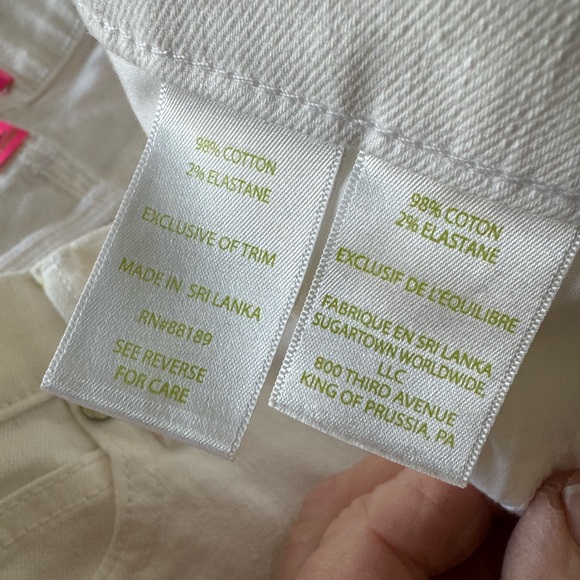 98% COTTON
2% ELASTANE
EXCLUSIVE OF TRIM
MADE IN SRI LANKA
RN#88189
SEE REVERSE
FOR CARE
98% COTON
2% ELASTANE
EXCLUSIF DE L'EQUILIBRE
FABRIQUE EN SRI LANKA
SUGARTOWN WORLDWIDE
LLC
800 THIRD AVENUE
KING OF PRUSSIA, PA